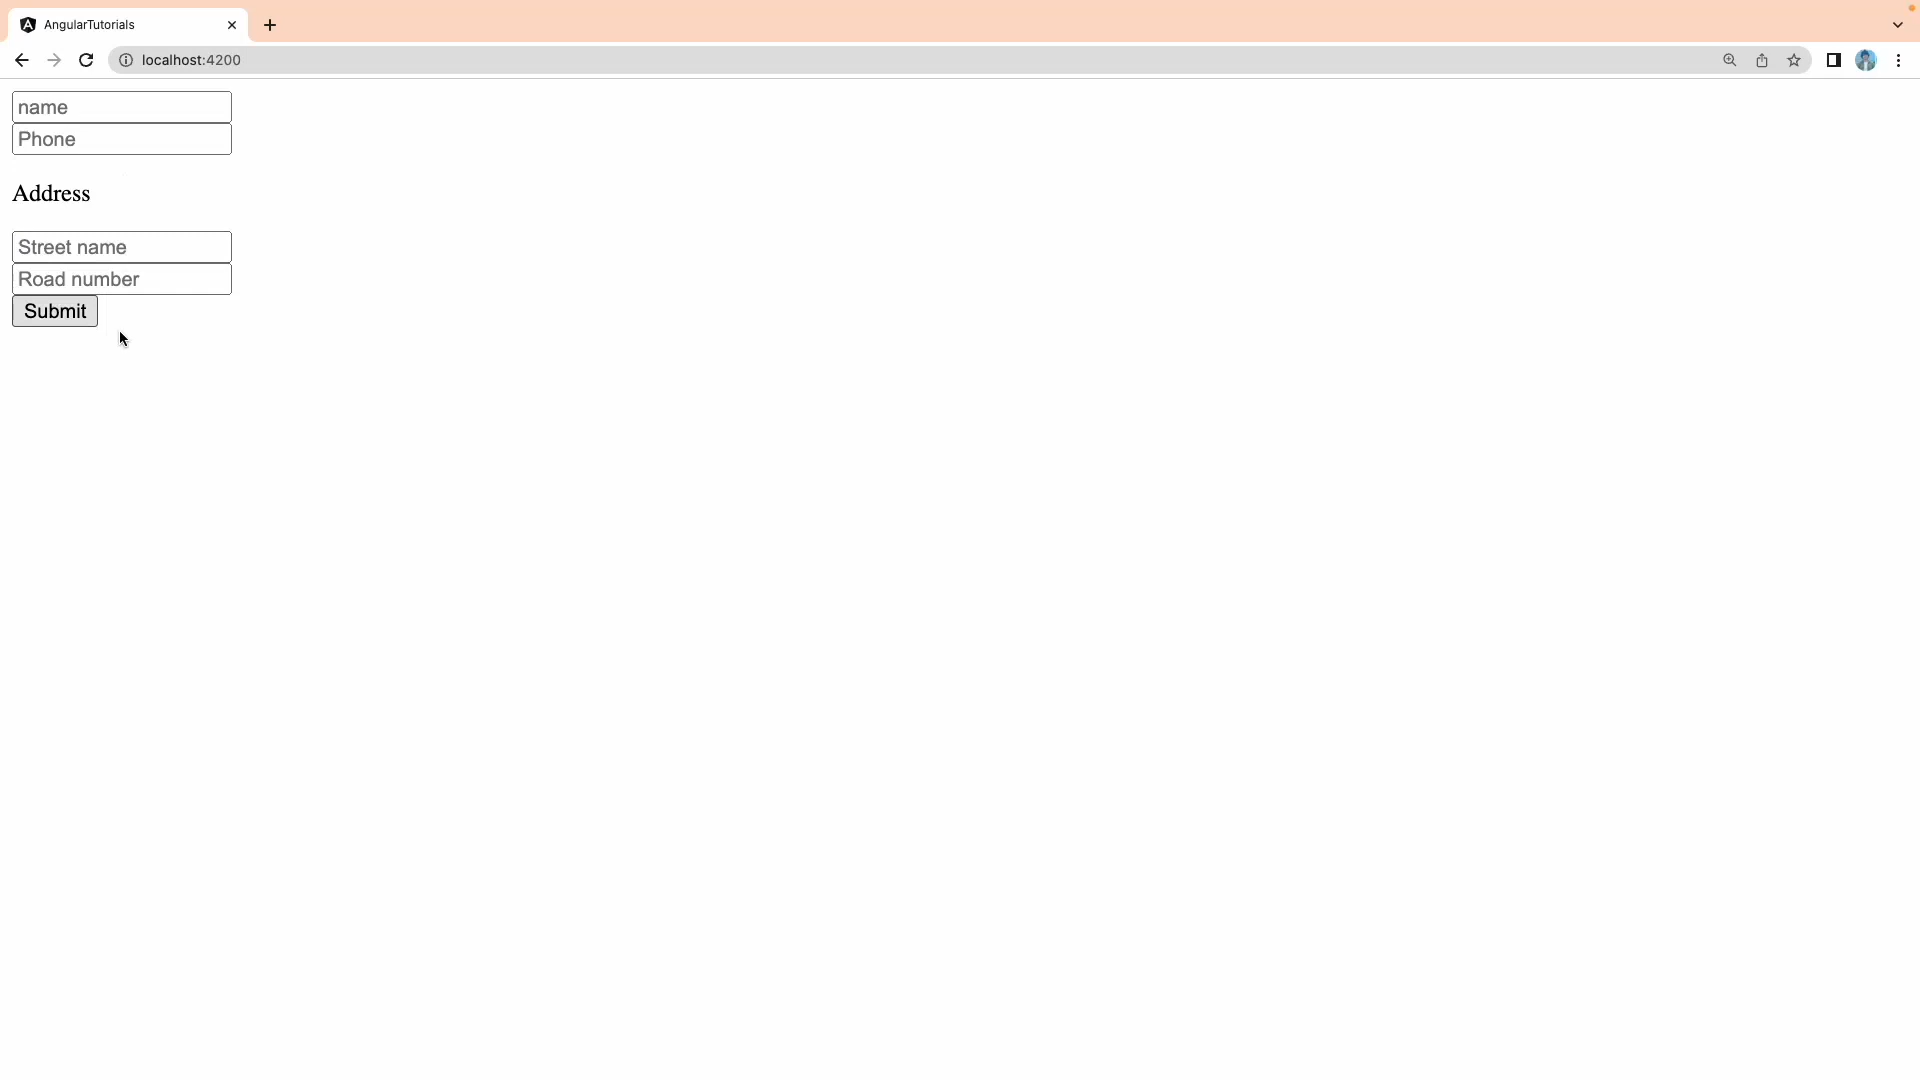 AngularTutorials
localhost:4200
name
Phone
Address
Street name
Road number
Submit